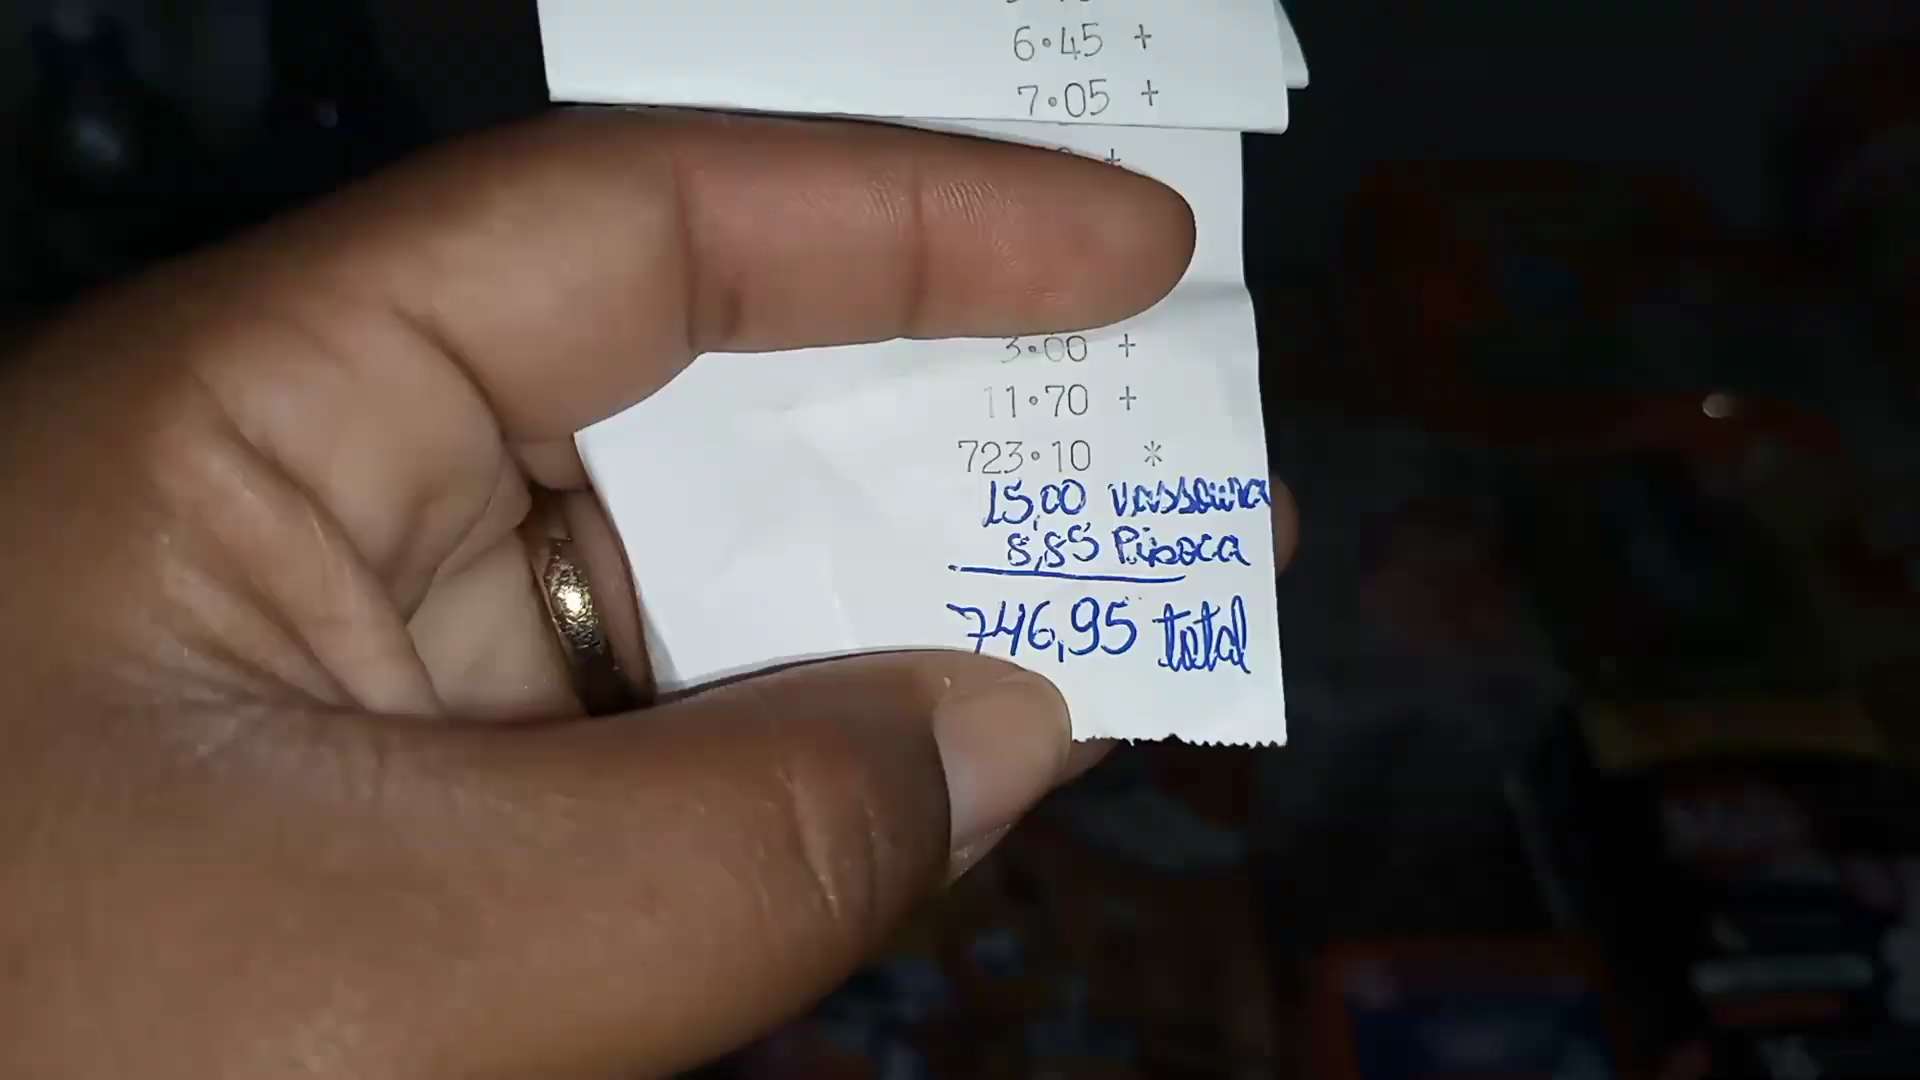 6.45 +
7.05 +
+
3.00 +
11.70 +
723.10 *
15,00 vassoura
8,85 Pipoca
746,95 total